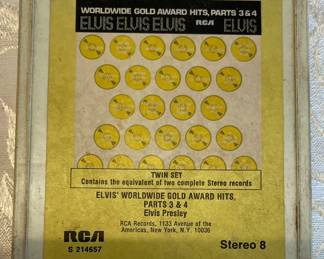 WORLDWIDE GOLD AWARD HITS, PARTS 3 & 4
ELVIS ELVIS ELVIS RCA ELVIS
TWIN SET
Contains the equivalent of two complete Stereo records
ELVIS' WORLDWIDE GOLD AWARD HITS,
PARTS 3 & 4
Elvis Presley
RCA Records, 1133 Avenue of the
Americas, New York, N.Y. 10036
RCA
S 214657
Stereo 8